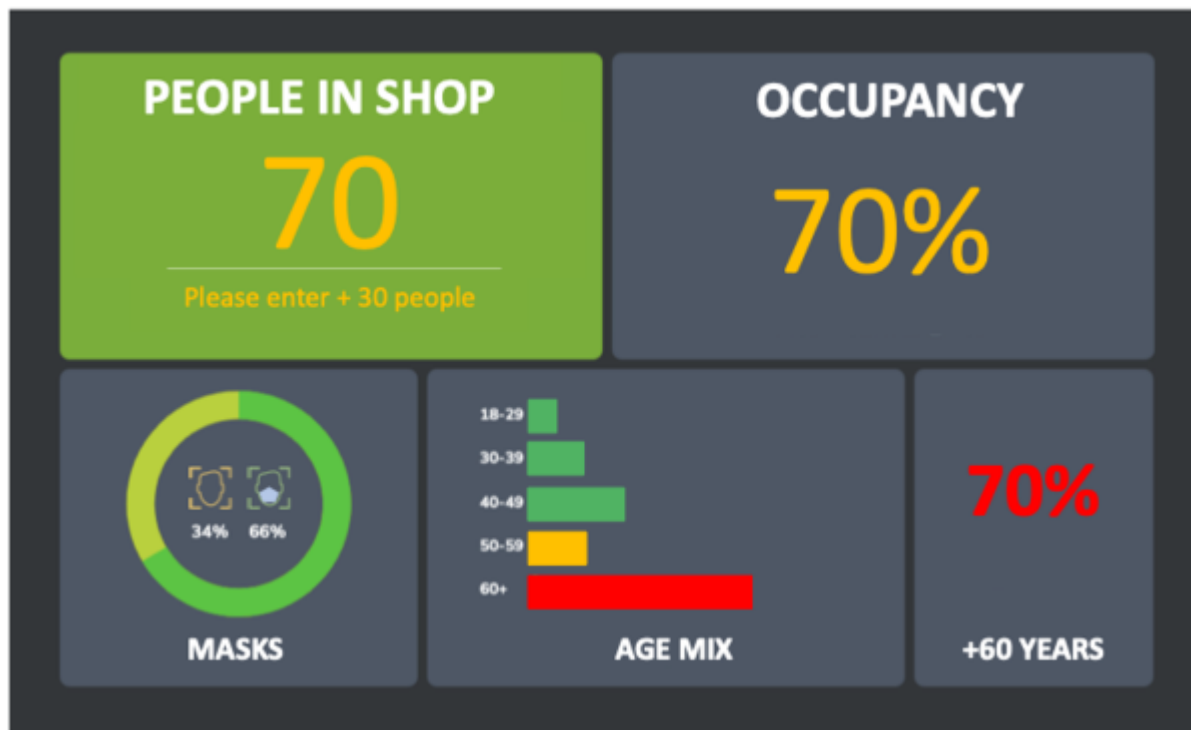 PEOPLE IN SHOP
70
Please enter + 30 people
OCCUPANCY
70%
34% 66%
MASKS
18-29
30-39
40-49
50-59
60+
AGE MIX
70%
+60 YEARS